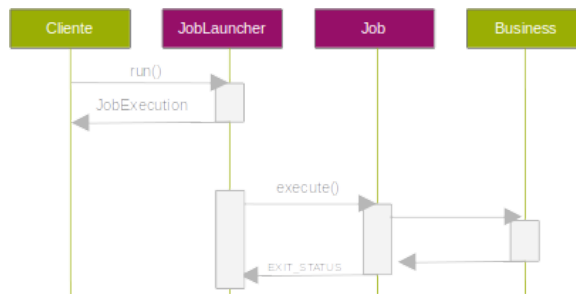 Cliente
JobLauncher
Job
Business
run()
JobExecution
execute()
EXIT_STATUS